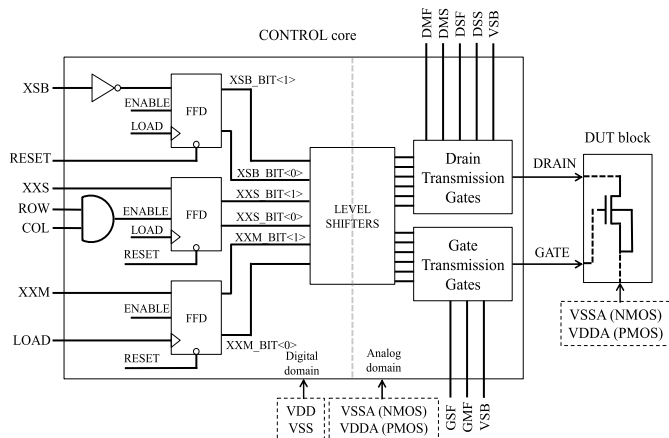 CONTROL core
DMF
DMS
DSF
DSS
VSB
XSB
ENABLE
LOAD
FFD
XSB_BIT<1>
RESET
XSB_BIT<0>
XXS
ROW
COL
ENABLE
LOAD
RESET
FFD
XXS_BIT<1>
XXS_BIT<0>
XXM_BIT<1>
XXM
ENABLE
LOAD
RESET
FFD
XXM_BIT<0>
LEVEL
SHIFTERS
Drain
Transmission
Gates
Gate
Transmission
Gates
DRAIN
GATE
DUT block
VSSA (NMOS)
VDDA (PMOS)
Digital
domain
Analog
domain
VDD
VSS
VSSA (NMOS)
VDDA (PMOS)
GSF
GMF
VSB